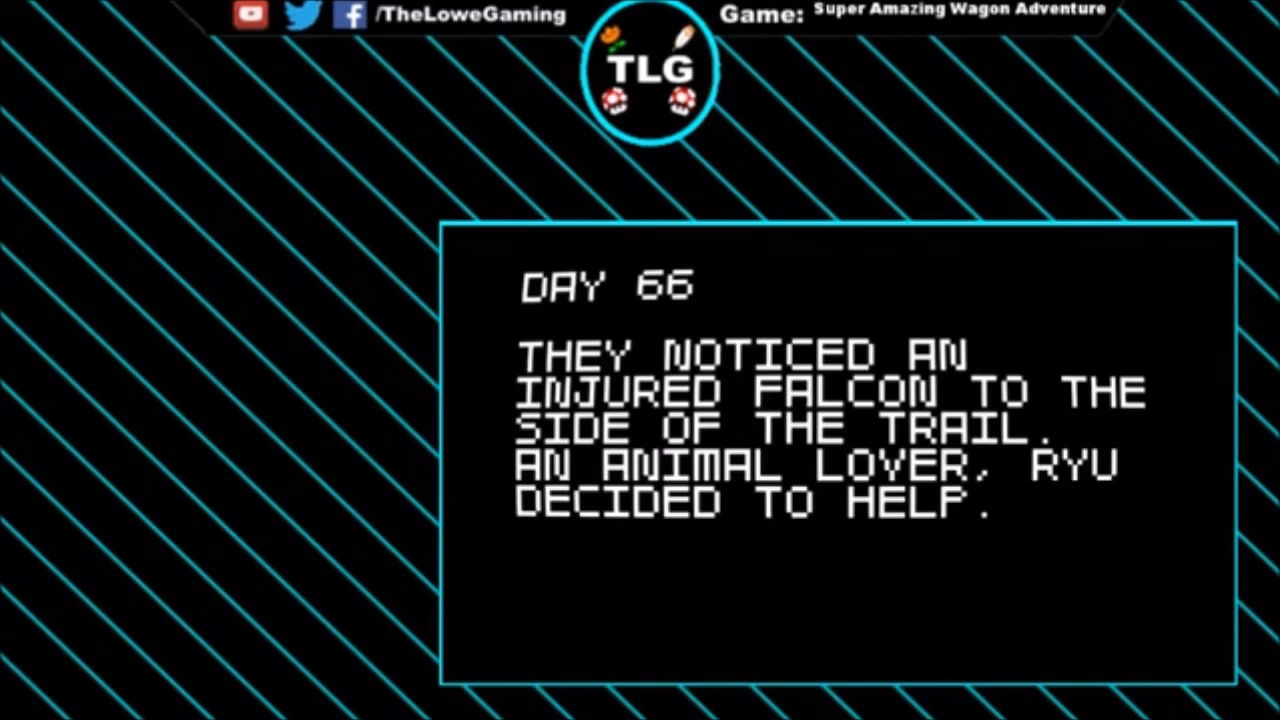 /TheLoweGaming
TLG
Game: Super Amazing Wagon Adventure
DAY 66
THEY NOTICED AN
INJURED FALCON TO THE
SIDE OF THE TRAIL.
AN ANIMAL LOVER, RYU
DECIDED TO HELP.